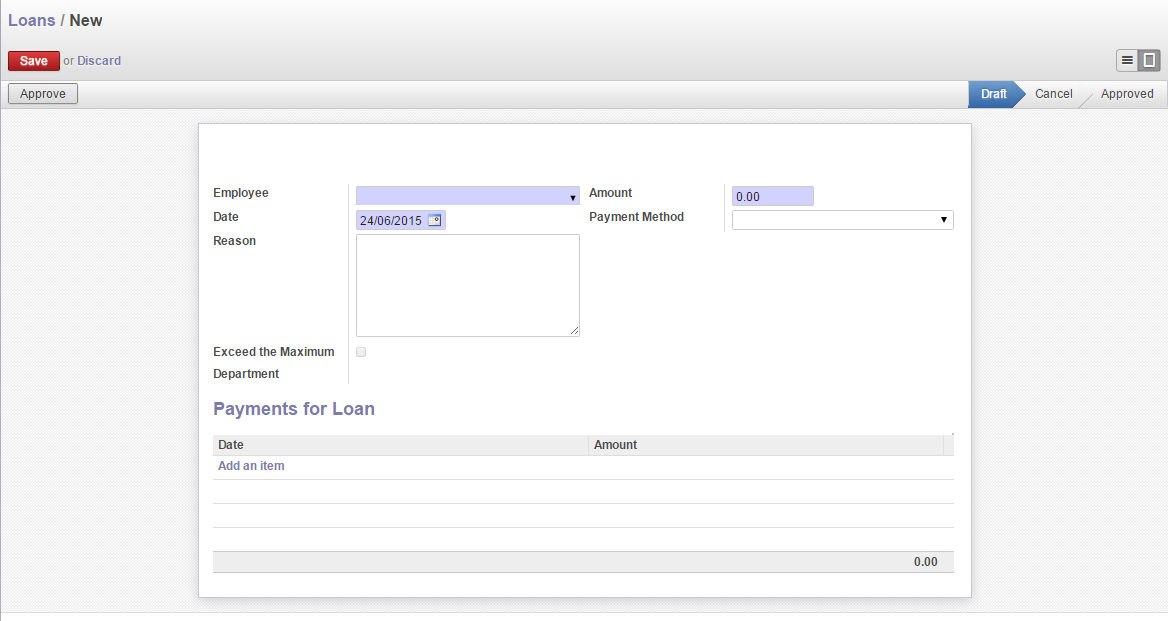 Loans / New
Save or Discard
Approve
Draft Cancel Approved
Employee
Amount 0.00
Date 24/06/2015
Payment Method
Reason
Exceed the Maximum
Department
Payments for Loan
Date Amount
Add an item
0.00